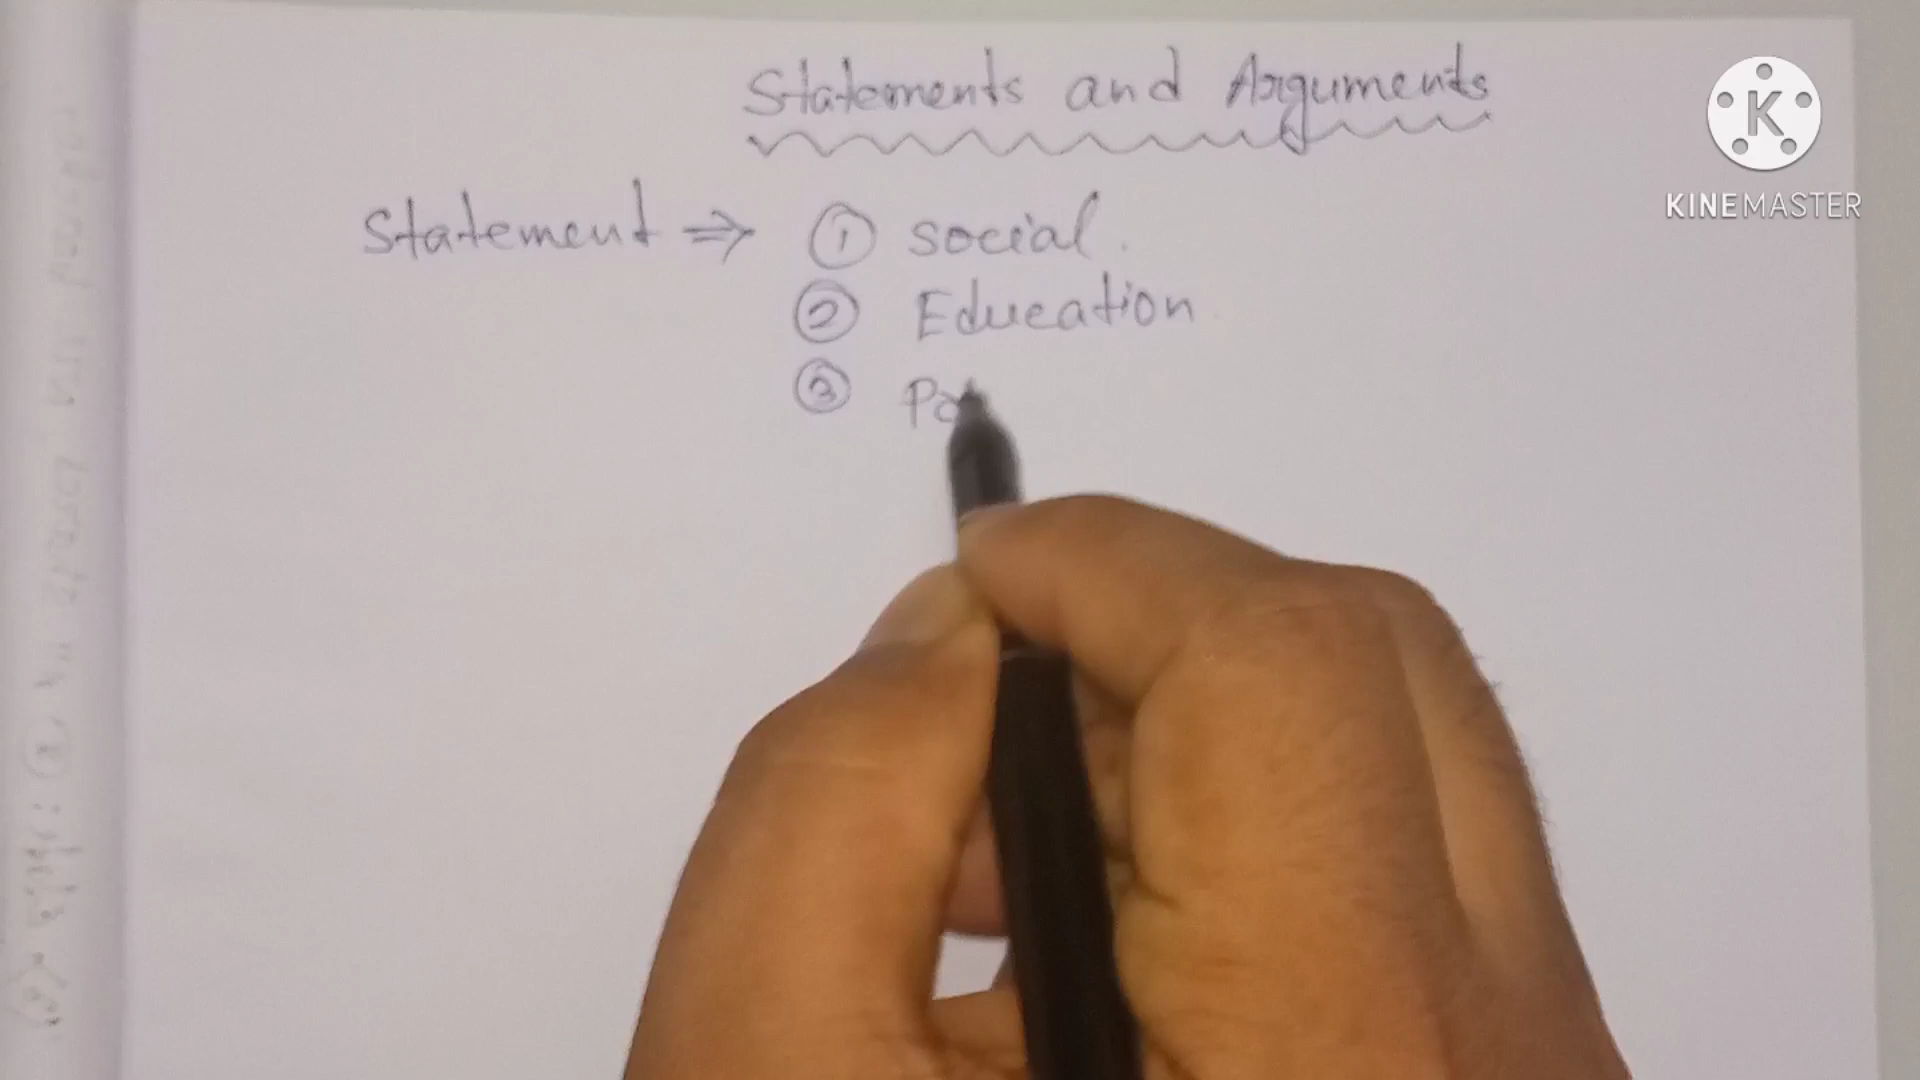 Statements and Arguments
K
KINEMASTER
Statement ⇒ ① social.
② Education
③ Po